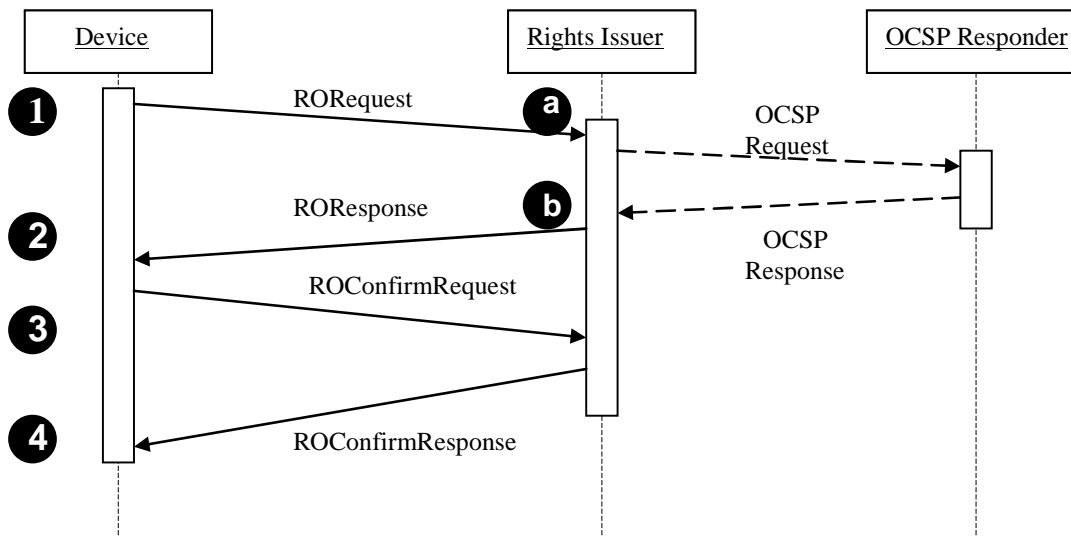 Device
Rights Issuer
OCSP Responder
1
RORequest
a
OCSP
Request
b
ROResponse
2
OCSP
Response
ROConfirmRequest
3
4
ROConfirmResponse